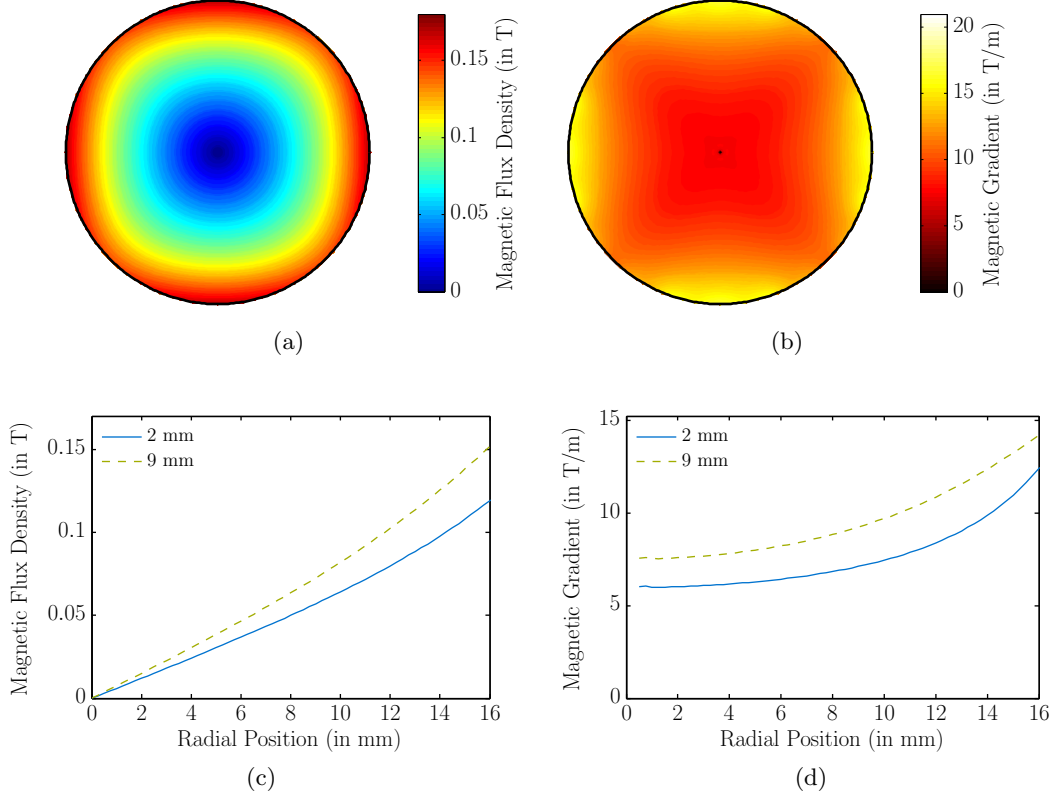 0.15
0.1
0.05
0
Magnetic Flux Density (in T)
20
15
10
5
0
Magnetic Gradient (in T/m)
(a)
(b)
0.15
0.1
0.05
0
Magnetic Flux Density (in T)
2 mm
9 mm
0 2 4 6 8 10 12 14 16
Radial Position (in mm)
(c)
15
10
5
0
Magnetic Gradient (in T/m)
2 mm
9 mm
0 2 4 6 8 10 12 14 16
Radial Position (in mm)
(d)